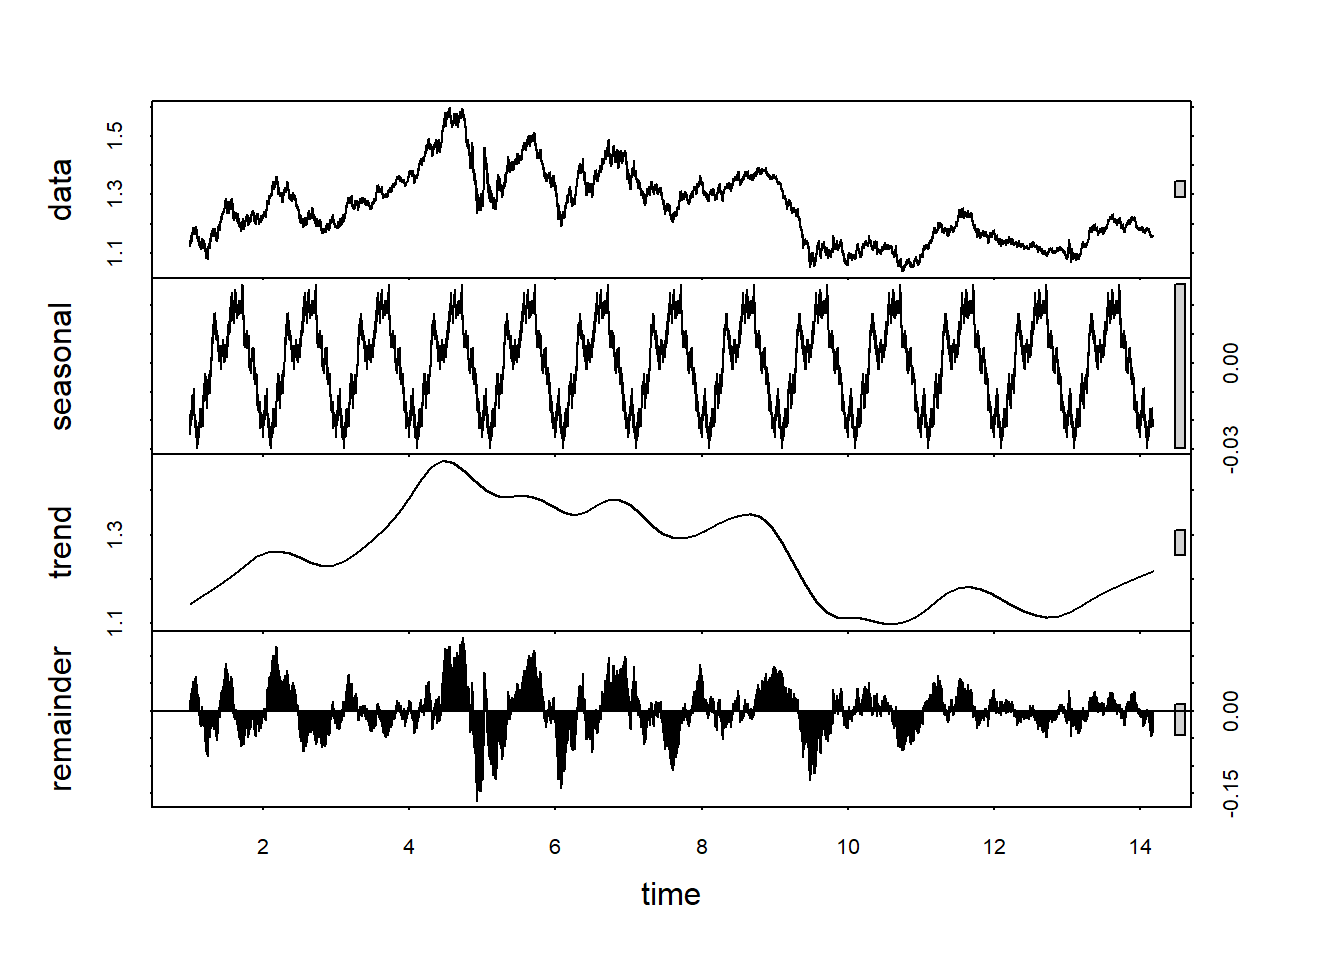 data
1.1 1.3 1.5
seasonal
-0.03 0.00
trend
1.1 1.3
remainder
-0.15 0.00
2 4 6 8 10 12 14
time